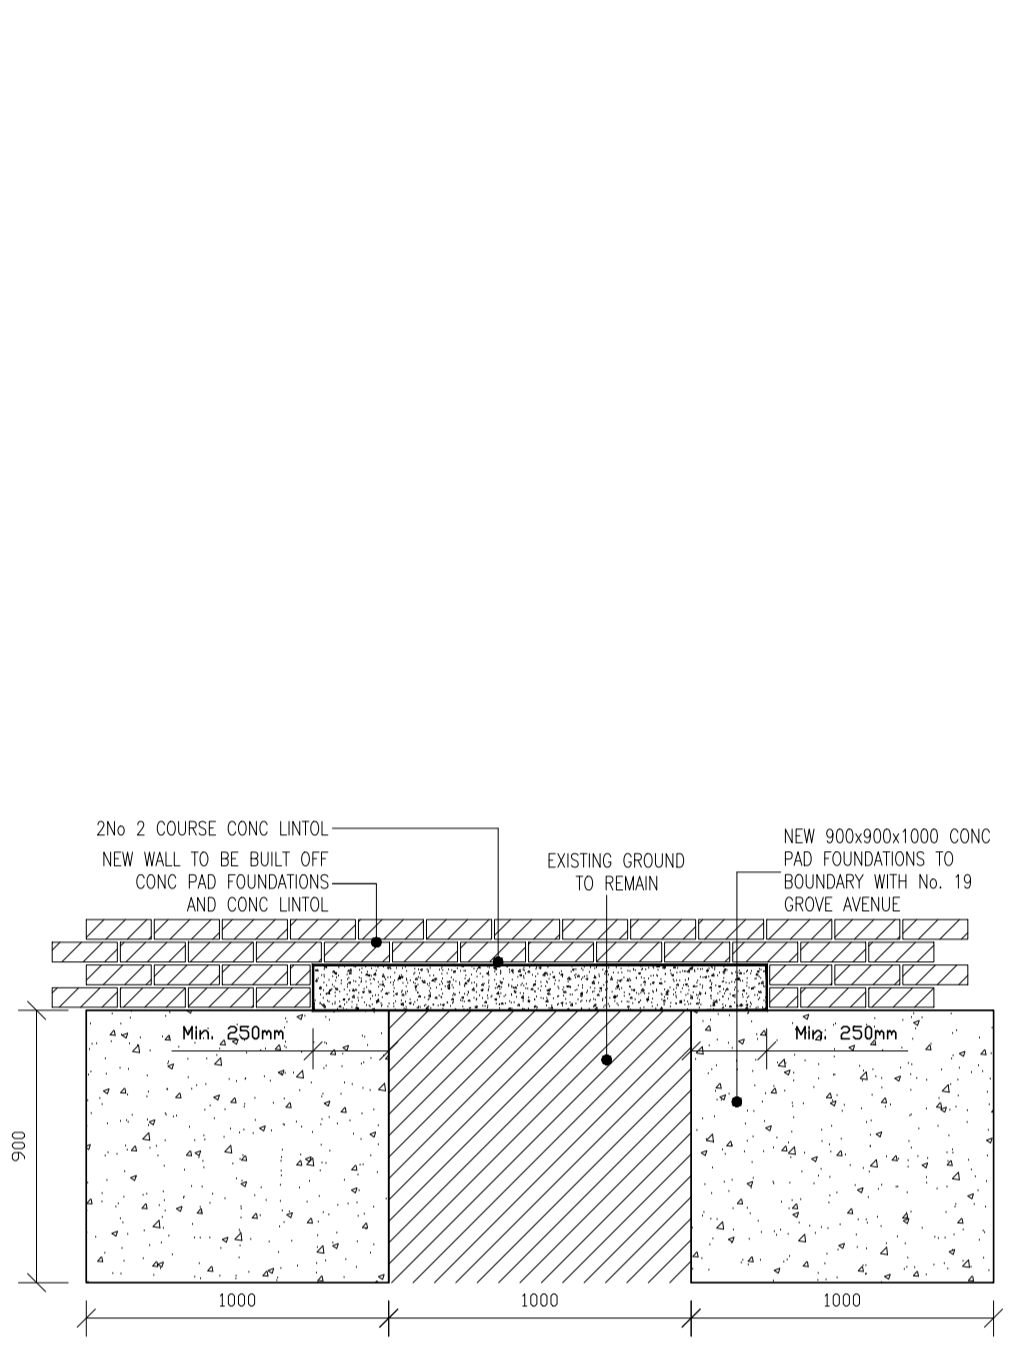 2No 2 COURSE CONC LINTOL
NEW WALL TO BE BUILT OFF
CONC PAD FOUNDATIONS
AND CONC LINTOL
EXISTING GROUND
TO REMAIN
NEW 900x900x1000 CONC
PAD FOUNDATIONS TO
BOUNDARY WITH No. 19
GROVE AVENUE
Min. 250mm
Min. 250mm
900
1000
1000
1000